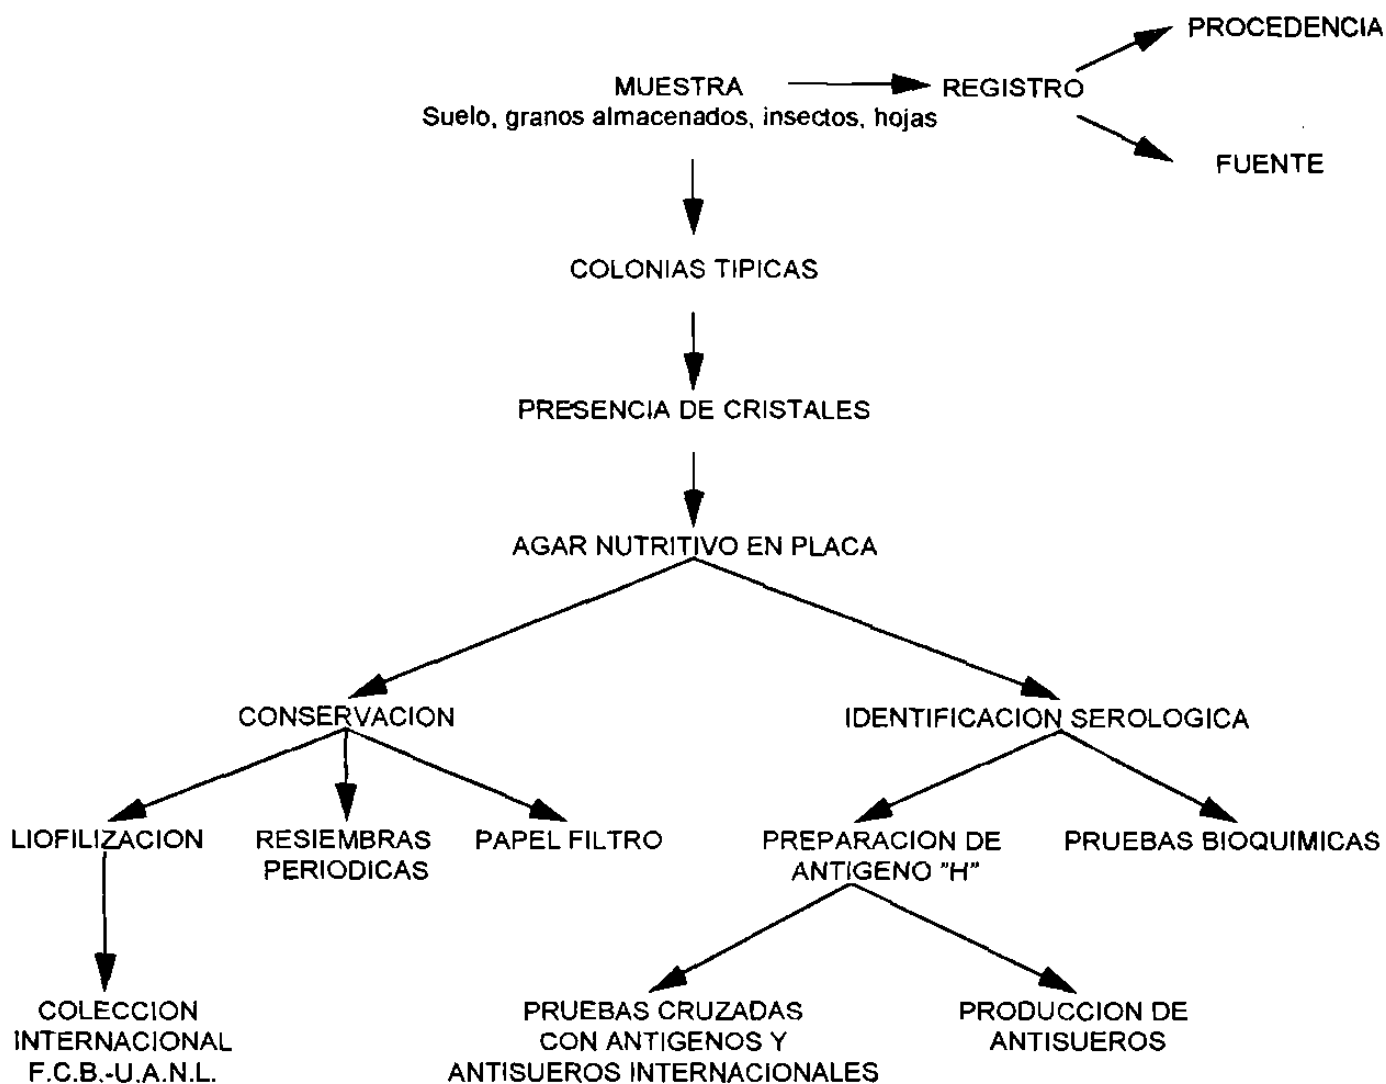 PROCEDENCIA
MUESTRA
REGISTRO
Suelo, granos almacenados, insectos, hojas
FUENTE
COLONIAS TIPICAS
PRESENCIA DE CRISTALES
AGAR NUTRITIVO EN PLACA
CONSERVACION
IDENTIFICACION SEROLOGICA
LIOFILIZACION
RESIEMBRAS
PERIODICAS
PAPEL FILTRO
PREPARACION DE
ANTIGENO "H"
PRUEBAS BIOQUIMICAS
COLECCION
INTERNACIONAL
F.C.B.-U.A.N.L.
PRUEBAS CRUZADAS
CON ANTIGENOS Y
ANTISUEROS INTERNACIONALES
PRODUCCION DE
ANTISUEROS